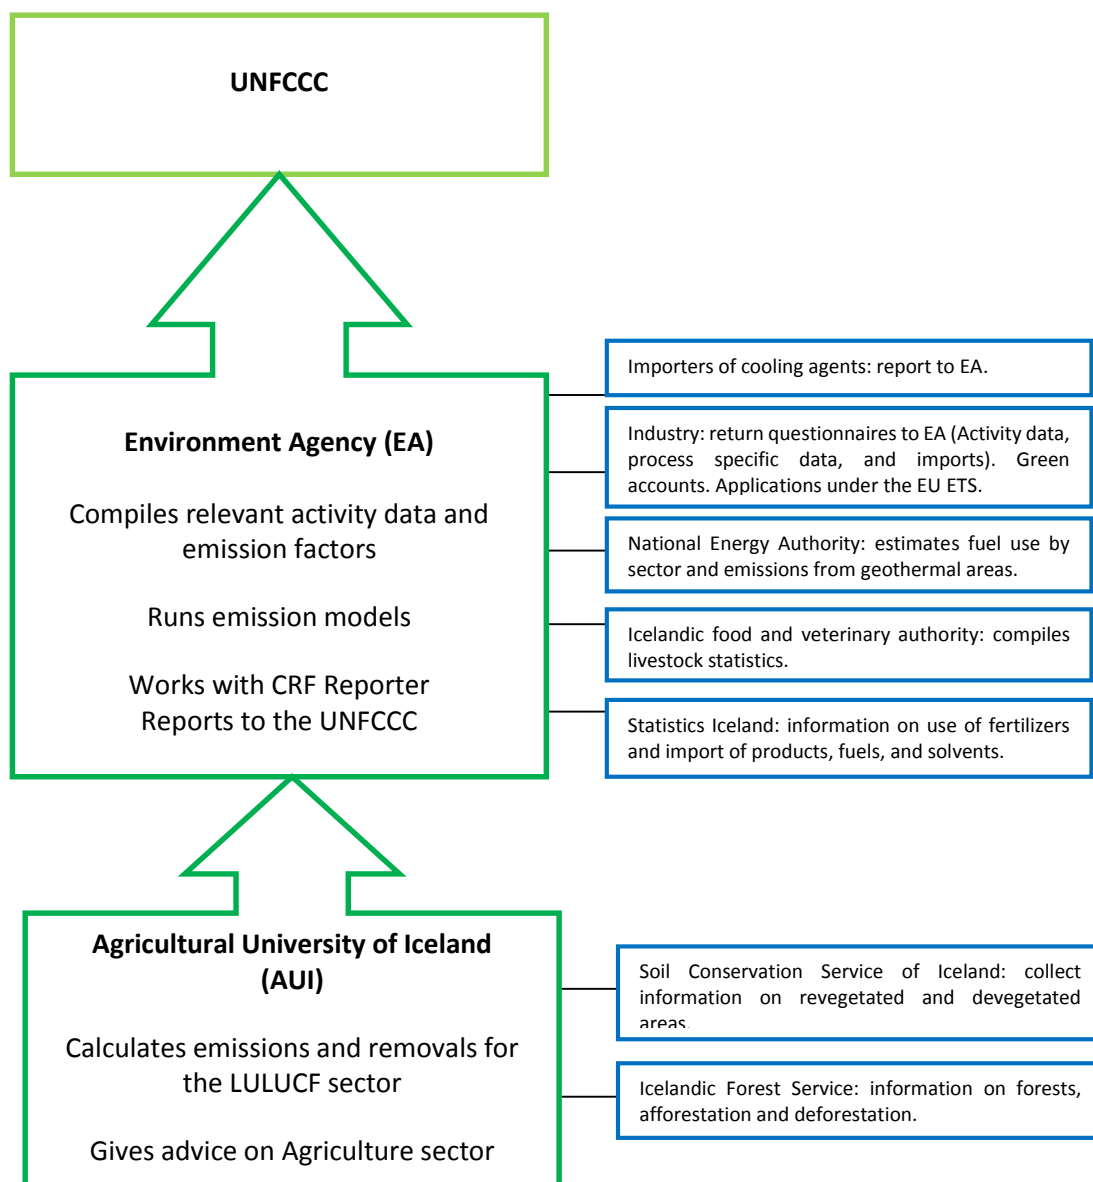 UNFCCC
Environment Agency (EA)
Compiles relevant activity data and
emission factors
Runs emission models
Works with CRF Reporter
Reports to the UNFCCC
Importers of cooling agents: report to EA.
Industry: return questionnaires to EA (Activity data,
process specific data, and imports). Green
accounts. Applications under the EU ETS.
National Energy Authority: estimates fuel use by
sector and emissions from geothermal areas.
Icelandic food and veterinary authority: compiles
livestock statistics.
Statistics Iceland: information on use of fertilizers
and import of products, fuels, and solvents.
Agricultural University of Iceland
(AUI)
Calculates emissions and removals for
the LULUCF sector
Gives advice on Agriculture sector
Soil Conservation Service of Iceland: collect
information on revegetated and devegetated
areas.
Icelandic Forest Service: information on forests,
afforestation and deforestation.